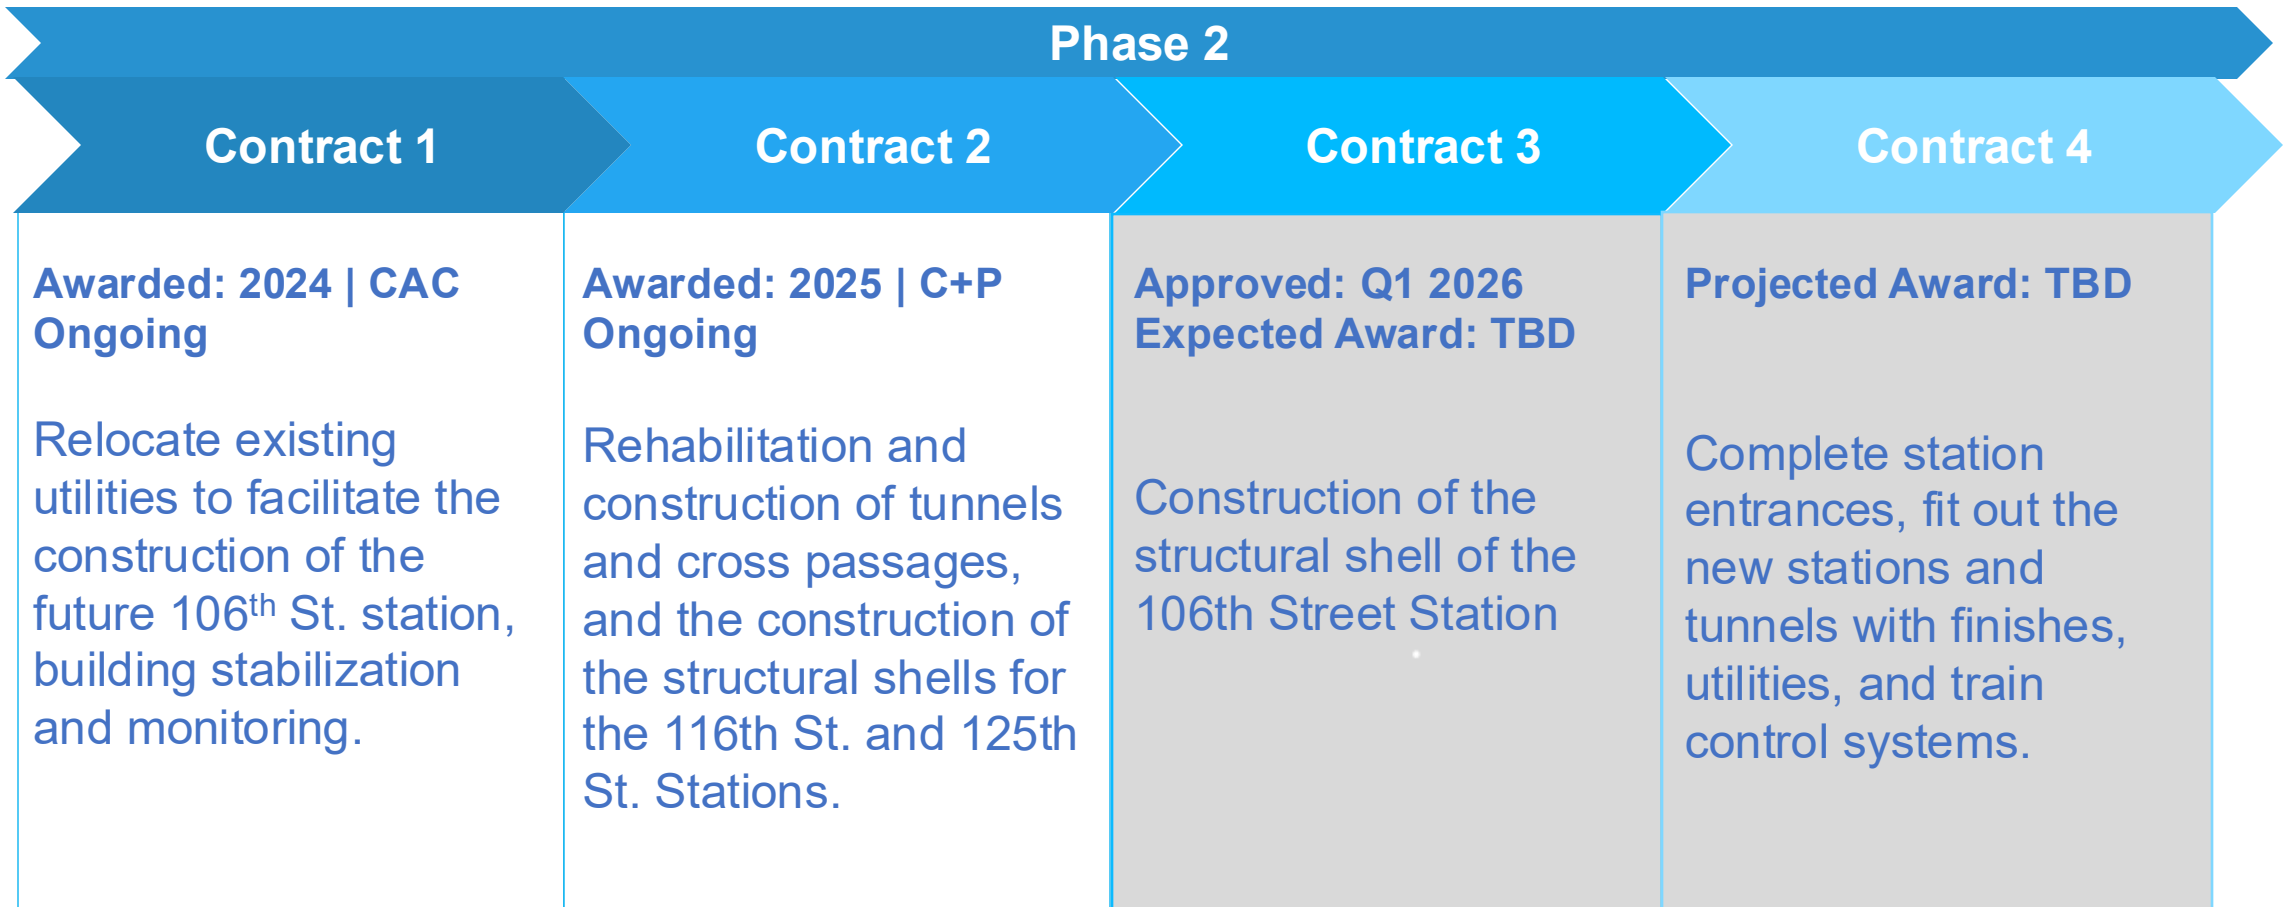 Phase 2
Contract 1
Contract 2
Contract 3
Contract 4
Awarded: 2024 | CAC
Ongoing
Relocate existing
utilities to facilitate the
construction of the
future 106th St. station,
building stabilization
and monitoring.
Awarded: 2025 | C+P
Ongoing
Rehabilitation and
construction of tunnels
and cross passages,
and the construction of
the structural shells for
the 116th St. and 125th
St. Stations.
Approved: Q1 2026
Expected Award: TBD
Construction of the
structural shell of the
106th Street Station
Projected Award: TBD
Complete station
entrances, fit out the
new stations and
tunnels with finishes,
utilities, and train
control systems.